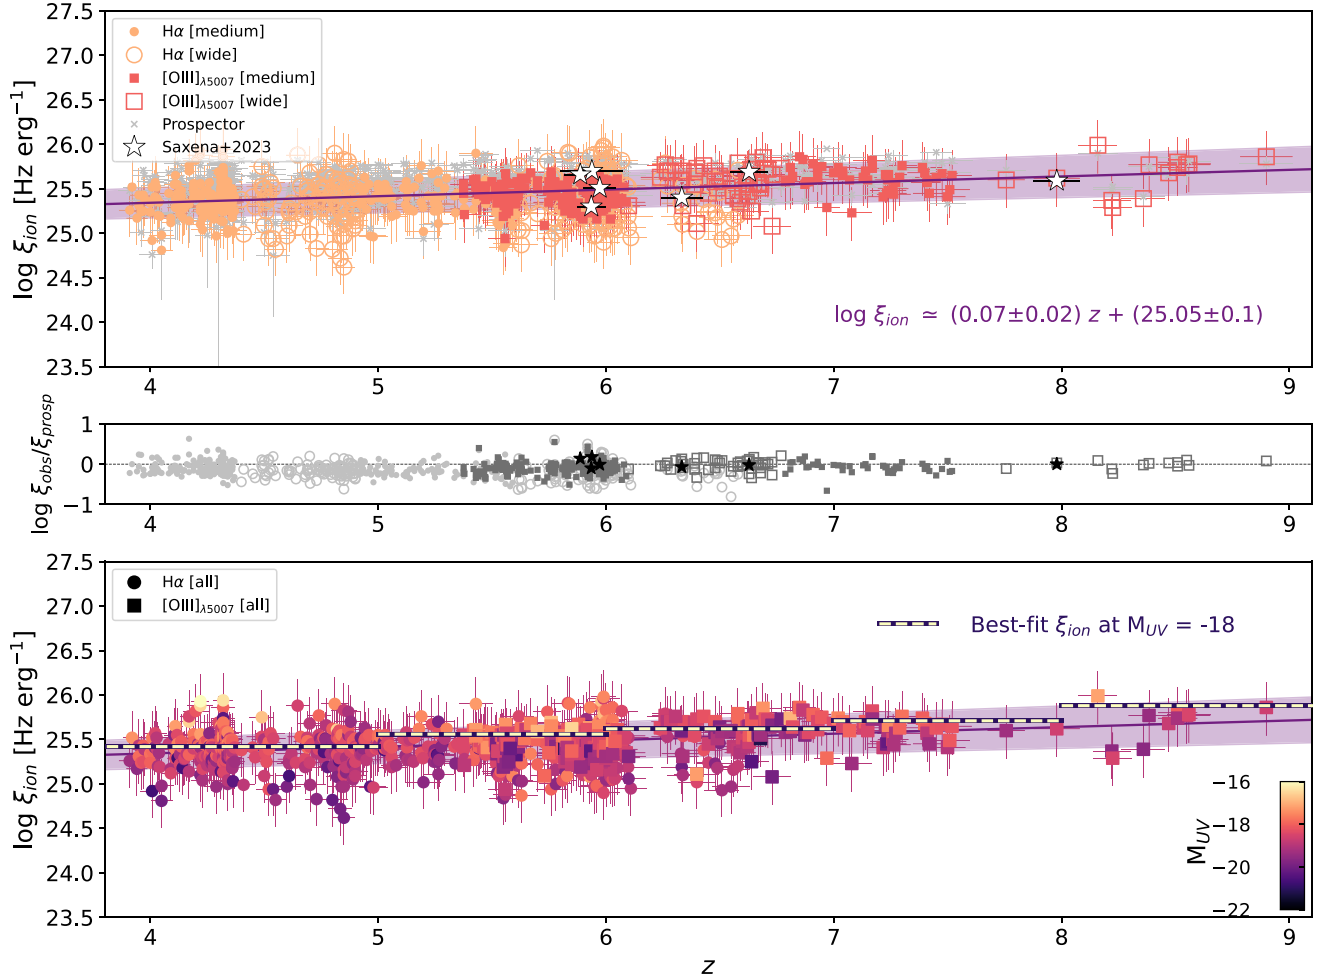 27.5
27.0
26.5
26.0
25.5
25.0
24.5
24.0
23.5
log ξion [Hz erg−1]
Hα [medium]
Hα [wide]
[OIII]λ5007 [medium]
[OIII]λ5007 [wide]
Prospector
Saxena+2023
log ξion ≃ (0.07±0.02) z + (25.05±0.1)
4 5 6 7 8 9
log ξobs/ξprosp
1
0
−1
4 5 6 7 8 9
27.5
27.0
26.5
26.0
25.5
25.0
24.5
24.0
23.5
log ξion [Hz erg−1]
Hα [all]
[OIII]λ5007 [all]
Best-fit ξion at MUV = -18
MUV
−16
−18
−20
−22
4 5 6 7 8 9
z